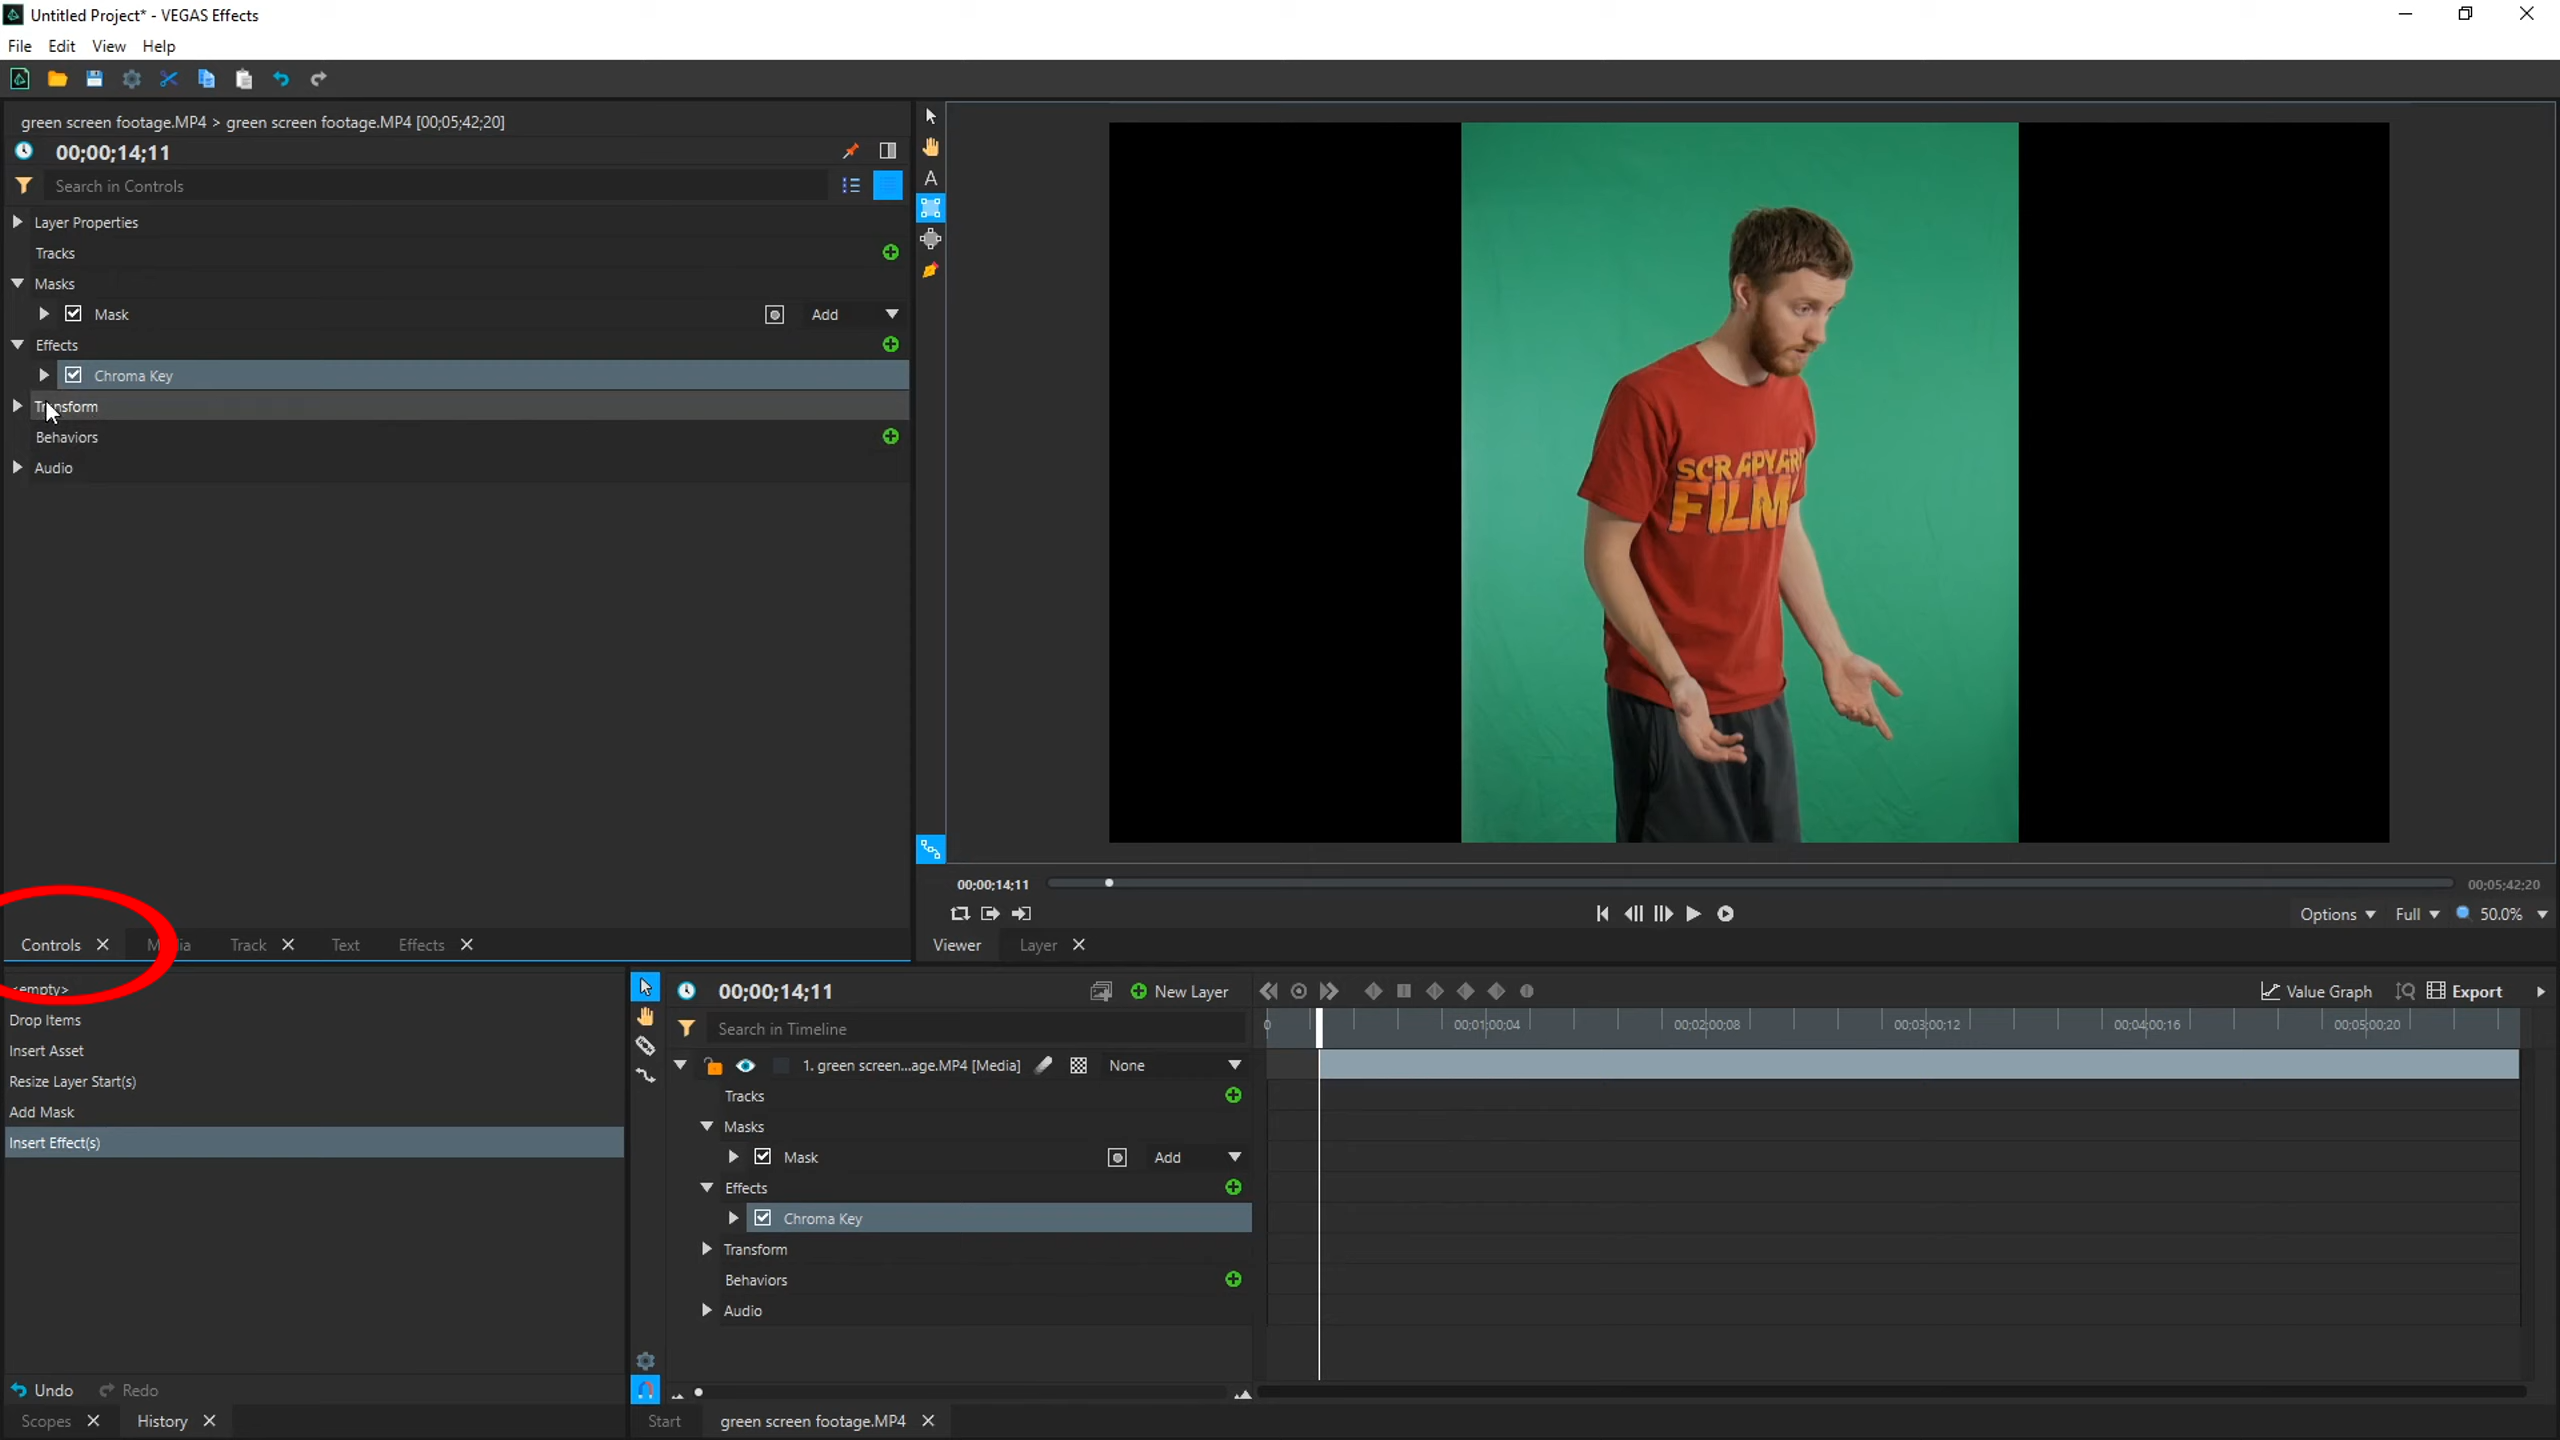 Untitled Project* - VEGAS Effects
File Edit View Help
green screen footage.MP4 > green screen footage.MP4 [00;05;42;20]
00;00;14;11
Search in Controls
Layer Properties
Tracks
Masks
Mask Add
Effects
Chroma Key
Transform
Behaviors
Audio
A
SCRAPYARD
FILMS
00;00;14;11
00;05;42;20
Options Full 50.0%
Controls Media Track Text Effects
Viewer Layer
<empty>
Drop Items
Insert Asset
Resize Layer Start(s)
Add Mask
Insert Effect(s)
Undo Redo
Scopes History
00;00;14;11 New Layer
Value Graph Export
Search in Timeline
0 00;01;00;04 00;02;00;08 00;03;00;12 00;04;00;16 00;05;00;20
1. green screen...age.MP4 [Media] None
Tracks
Masks
Mask Add
Effects
Chroma Key
Transform
Behaviors
Audio
Start green screen footage.MP4